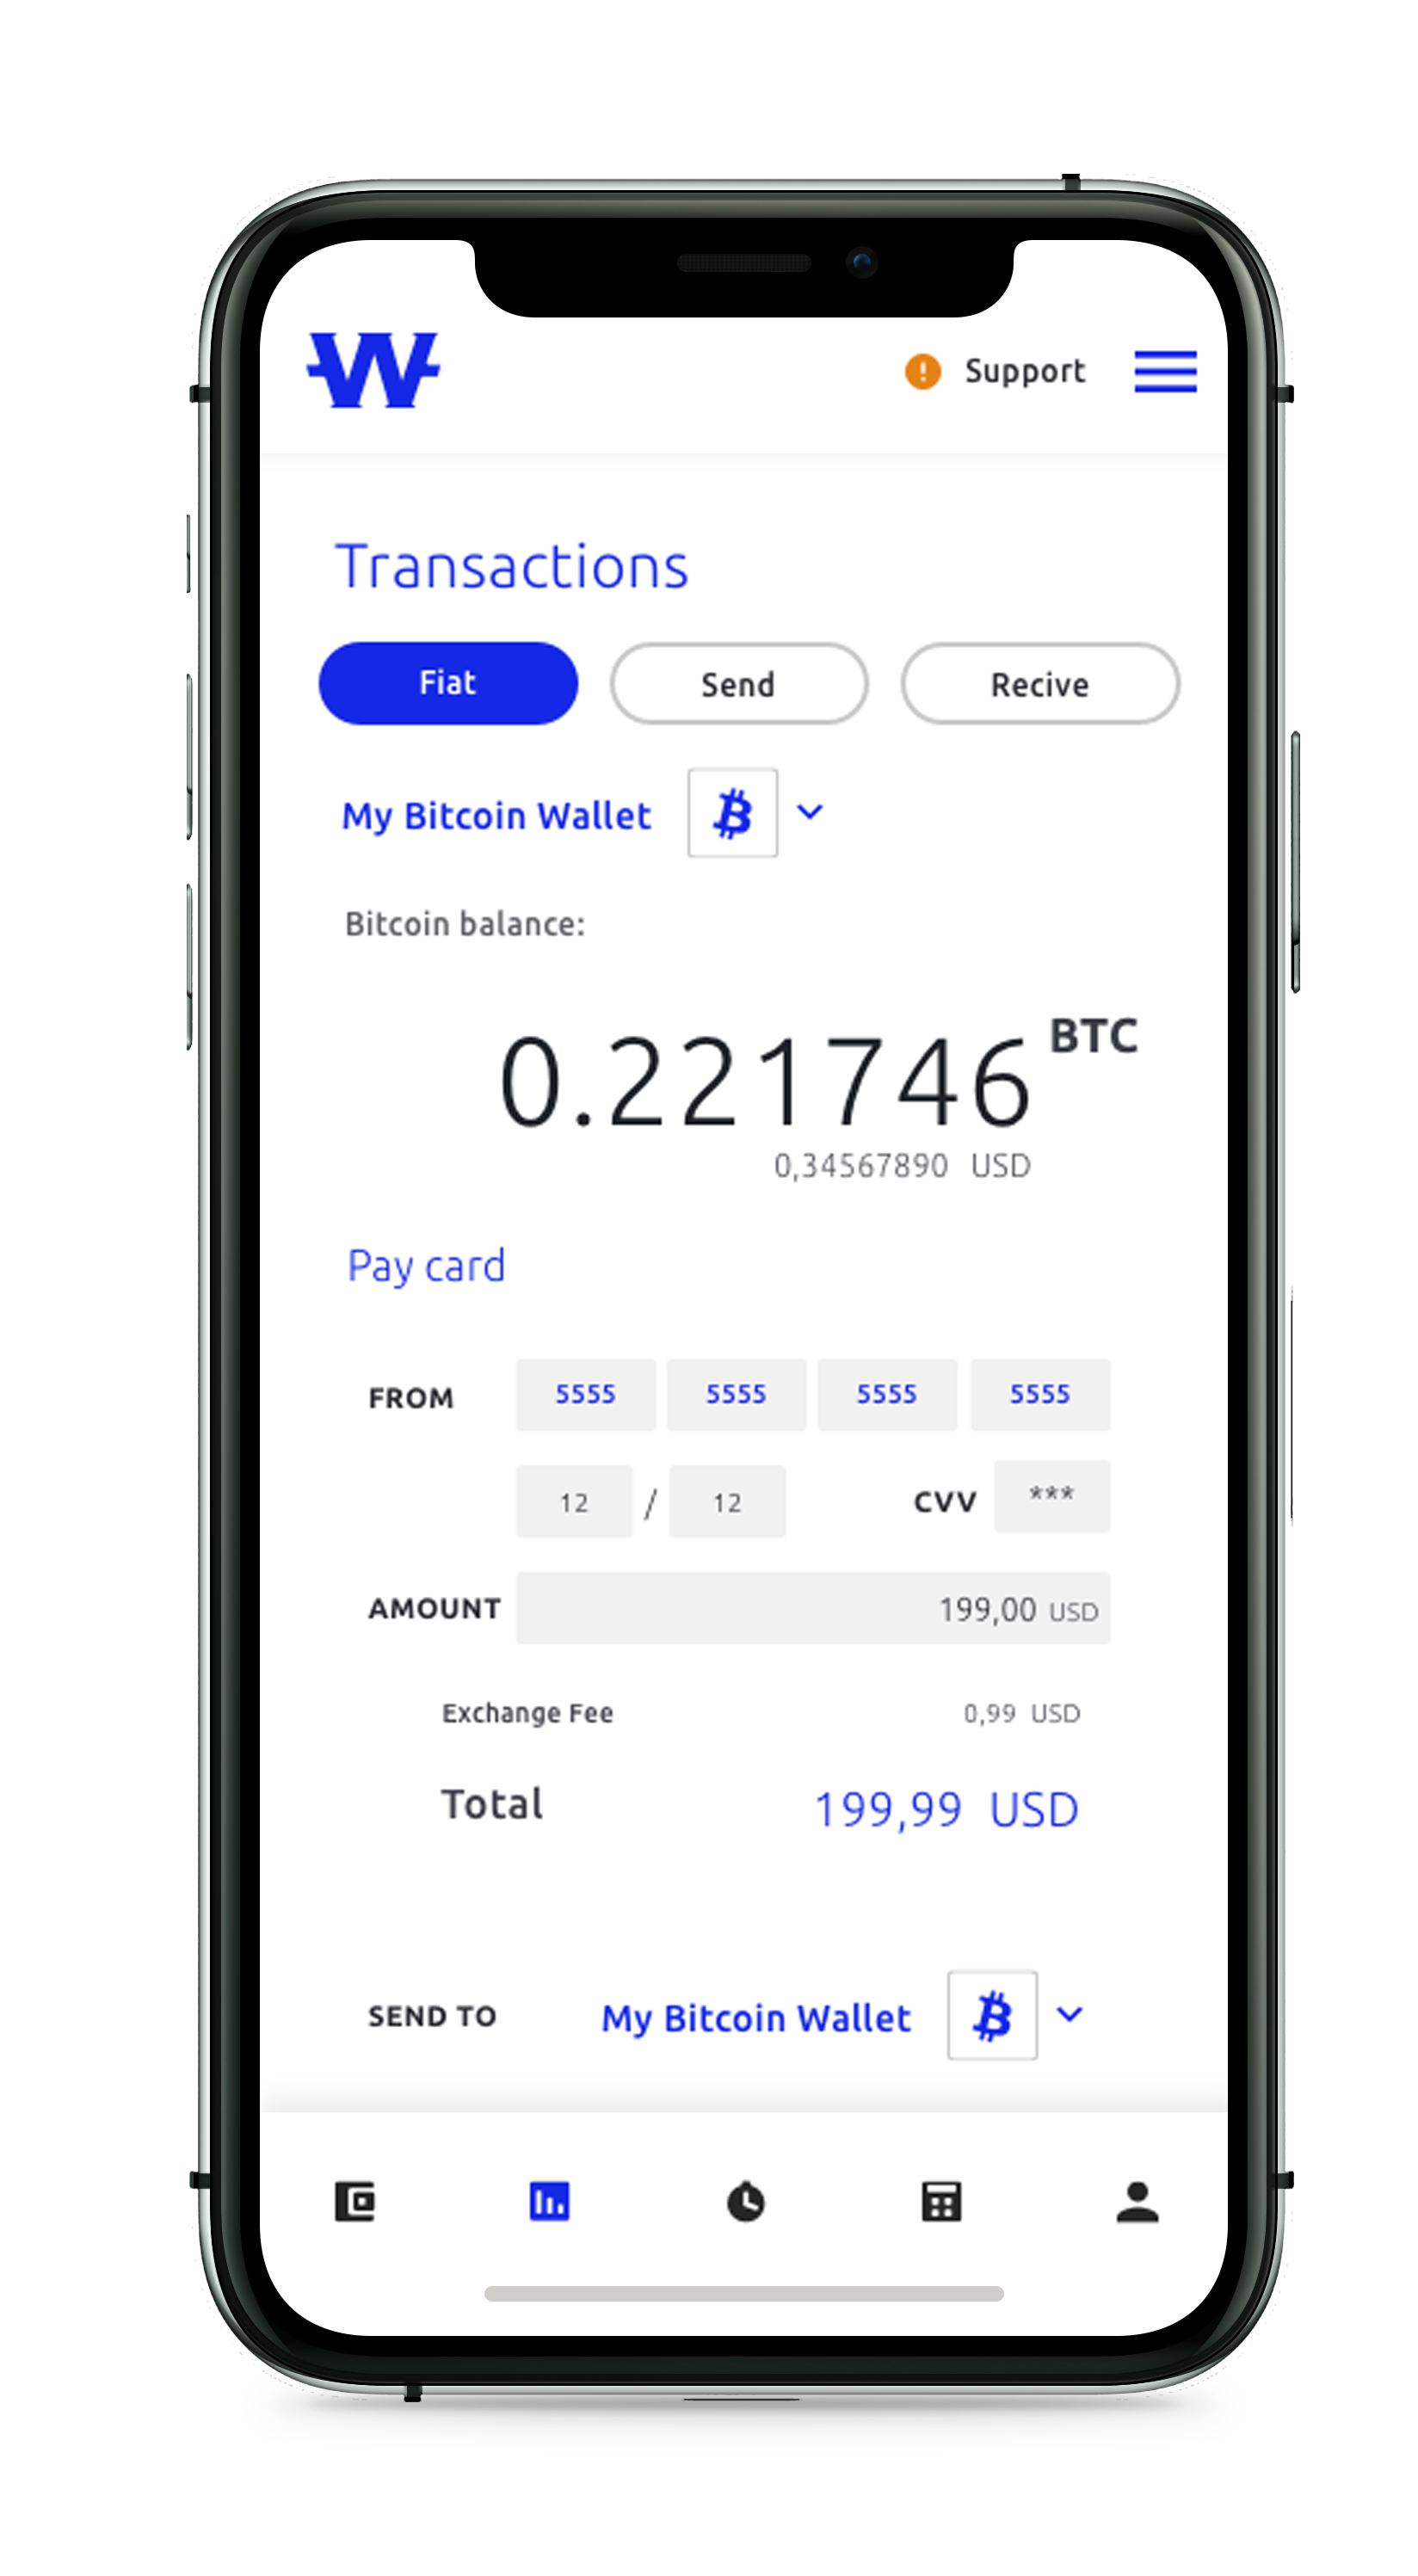 W
Support
Transactions
Fiat Send Recive
My Bitcoin Wallet
Bitcoin balance:
0.221746 BTC
0,34567890 USD
Pay card
FROM 5555 5555 5555 5555
12 / 12 CVV ***
AMOUNT 199,00 USD
Exchange Fee 0,99 USD
Total 199,99 USD
SEND TO My Bitcoin Wallet